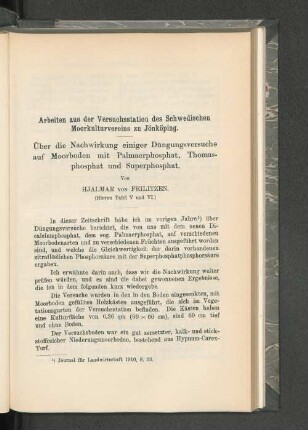 Arbeiten aus der Versuchsstation des Schwedischen
Moorkulturvereins zu Jönköping.
Über die Nachwirkung einiger Düngungsversuche
auf Moorboden mit Palmaerphosphat, Thomas-
phosphat und Superphosphat.
Von
HJALMAR von FEILITZEN.
(Hierzu Tafel V und VI.)
In dieser Zeitschrift habe ich im vorigen Jahre¹) über
Düngungsversuche berichtet, die von uns mit dem neuen Di-
calciumphosphat, dem sog. Palmaerphosphat, auf verschiedenen
Moorbodenarten und zu verschiedenen Früchten ausgeführt worden
sind, und welche die Gleichwertigkeit der darin vorhandenen
zitratlöslichen Phosphorsäure mit der Superphosphatphosphorsäure
ergaben.
Ich erwähnte darin auch, dass wir die Nachwirkung weiter
prüfen würden, und es sind die Ergebnisse dieser Versuche, die
ich in dem folgenden kurz wiedergebe.
Die Versuche wurden in den in den Boden eingesenkten, mit
Moorboden gefüllten Holzkästen ausgeführt, die sich im Vege-
tationsgarten der Versuchsstation befinden. Die Kästen haben
eine Kulturfläche von 0,36 qm (60 × 60 cm), sind 60 cm tief
und ohne Boden.
Der Versuchsboden war ein gut zersetzter, kalk- und stick-
stoffreicher Niederungsmoorboden, bestehend aus Hypnum-Carex-
Torf.
¹) Journal für Landwirtschaft 1910, S. 33.